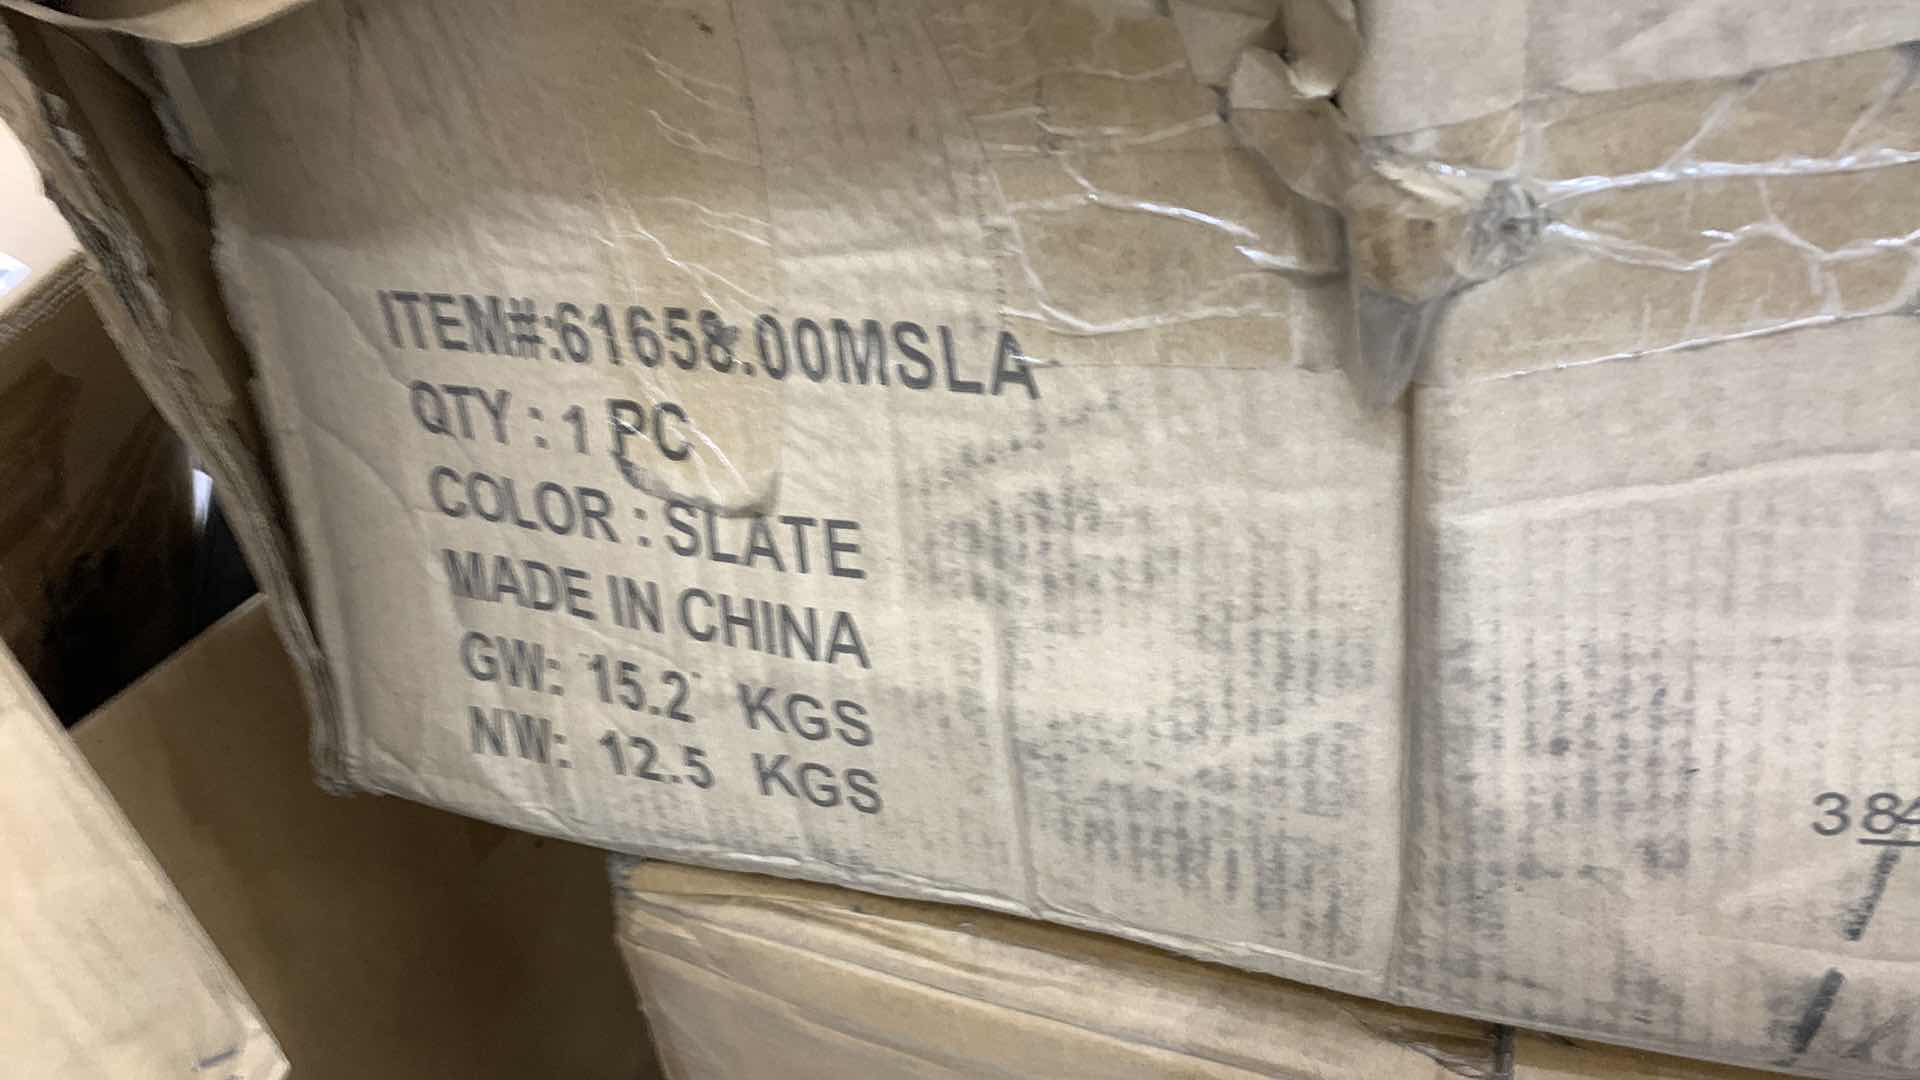 ITEM#:61658.00MSLA
QTY : 1 PC
COLOR : SLATE
MADE IN CHINA
GW: 15.2 KGS
NW: 12.5 KGS